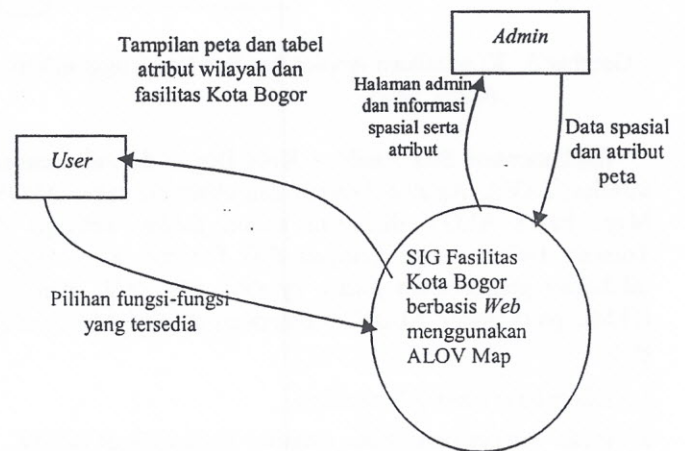 Tampilan peta dan tabel
atribut wilayah dan
fasilitas Kota Bogor
Admin
Halaman admin
dan informasi
spasial serta
atribut
Data spasial
dan atribut
peta
User
SIG Fasilitas
Kota Bogor
berbasis Web
menggunakan
ALOV Map
Pilihan fungsi-fungsi
yang tersedia